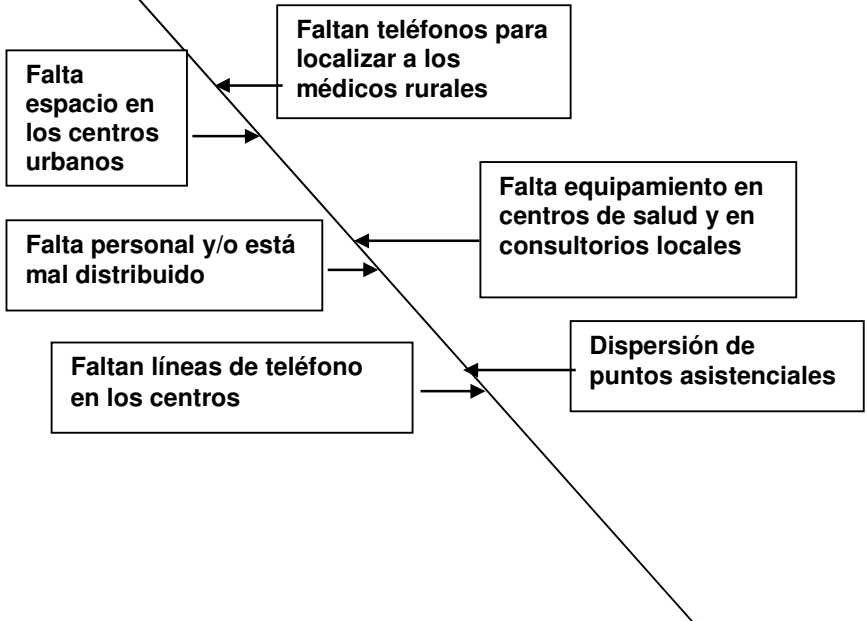 Faltan teléfonos para
localizar a los
médicos rurales
Falta
espacio en
los centros
urbanos
Falta equipamiento en
centros de salud y en
consultorios locales
Falta personal y/o está
mal distribuido
Dispersión de
puntos asistenciales
Faltan líneas de teléfono
en los centros